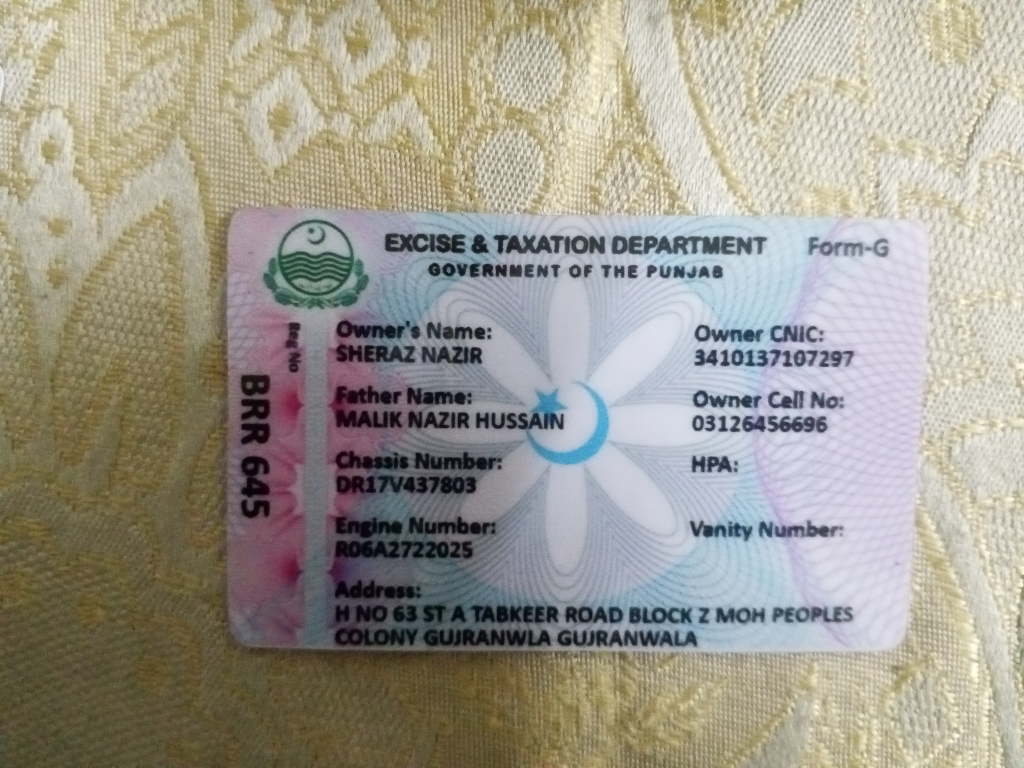 EXCISE & TAXATION DEPARTMENT
Form-G
GOVERNMENT OF THE PUNJAB
Reg No
BRR 645
Owner's Name:
SHERAZ NAZIR
Owner CNIC:
3410137107297
Father Name:
MALIK NAZIR HUSSAIN
Owner Cell No:
03126456696
Chassis Number:
DR17V437803
HPA:
Engine Number:
R06A2722025
Vanity Number:
Address:
H NO 63 ST A TABKEER ROAD BLOCK Z MOH PEOPLES
COLONY GUJRANWLA GUJRANWALA